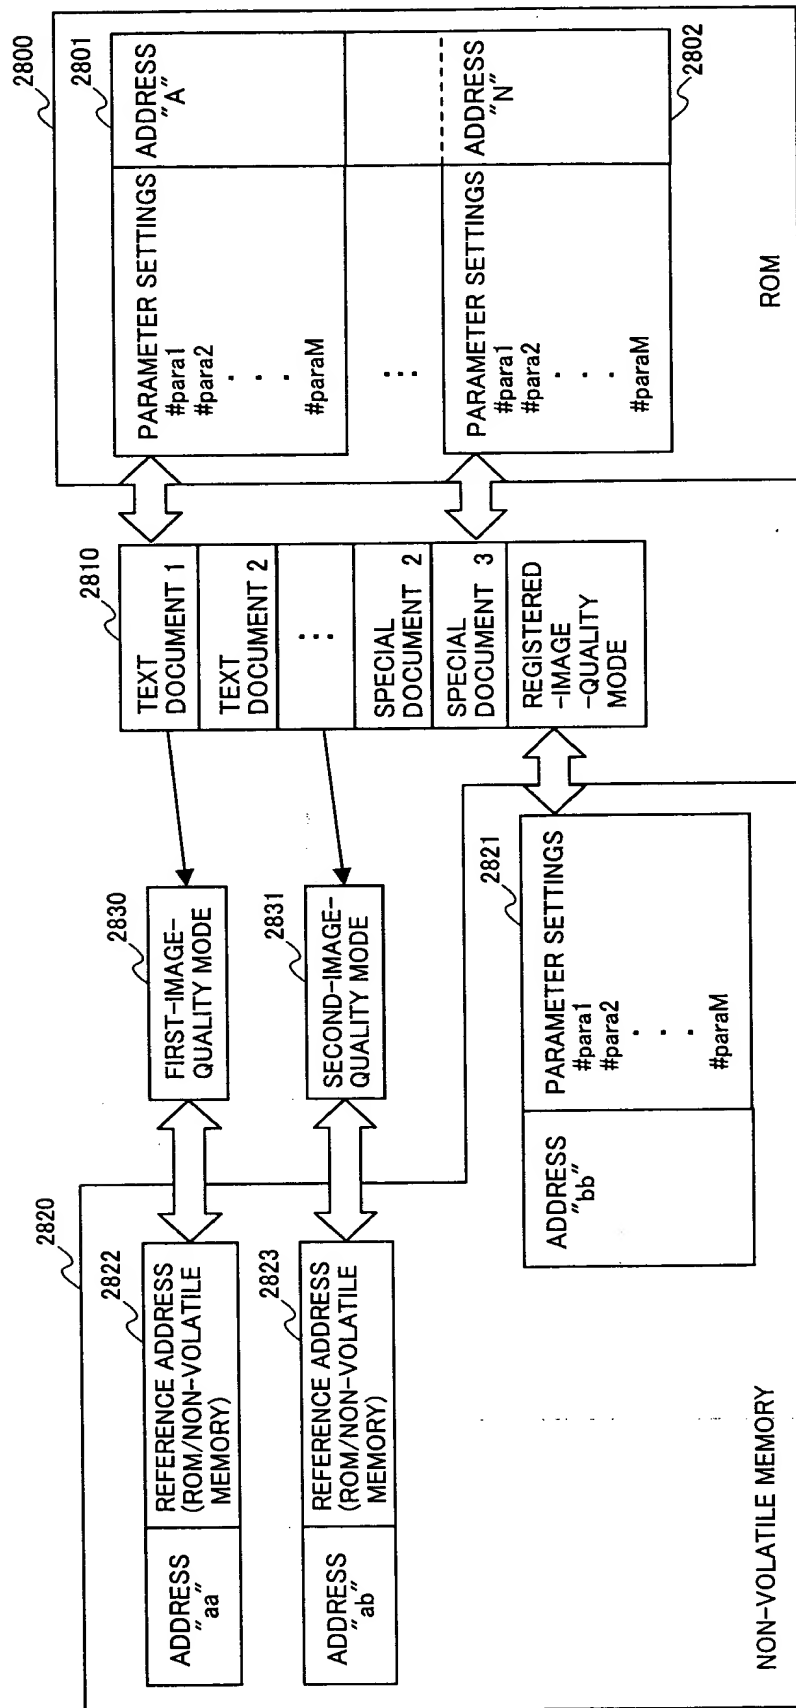 2820
2822
ADDRESS
"aa"
REFERENCE ADDRESS
(ROM/NON-VOLATILE
MEMORY)
2823
ADDRESS
"ab"
REFERENCE ADDRESS
(ROM/NON-VOLATILE
MEMORY)
NON-VOLATILE MEMORY
2830
FIRST-IMAGE-
QUALITY MODE
2831
SECOND-IMAGE-
QUALITY MODE
2821
ADDRESS
"bb"
PARAMETER SETTINGS
#para1
#para2
. . .
#paraM
2810
TEXT
DOCUMENT 1
TEXT
DOCUMENT 2
...
SPECIAL
DOCUMENT 2
SPECIAL
DOCUMENT 3
REGISTERED
-IMAGE
-QUALITY
MODE
2800
2801
PARAMETER SETTINGS
#para1
#para2
. . .
#paraM
ADDRESS
"A"
...
PARAMETER SETTINGS
#para1
#para2
. . .
#paraM
ADDRESS
"N"
2802
ROM